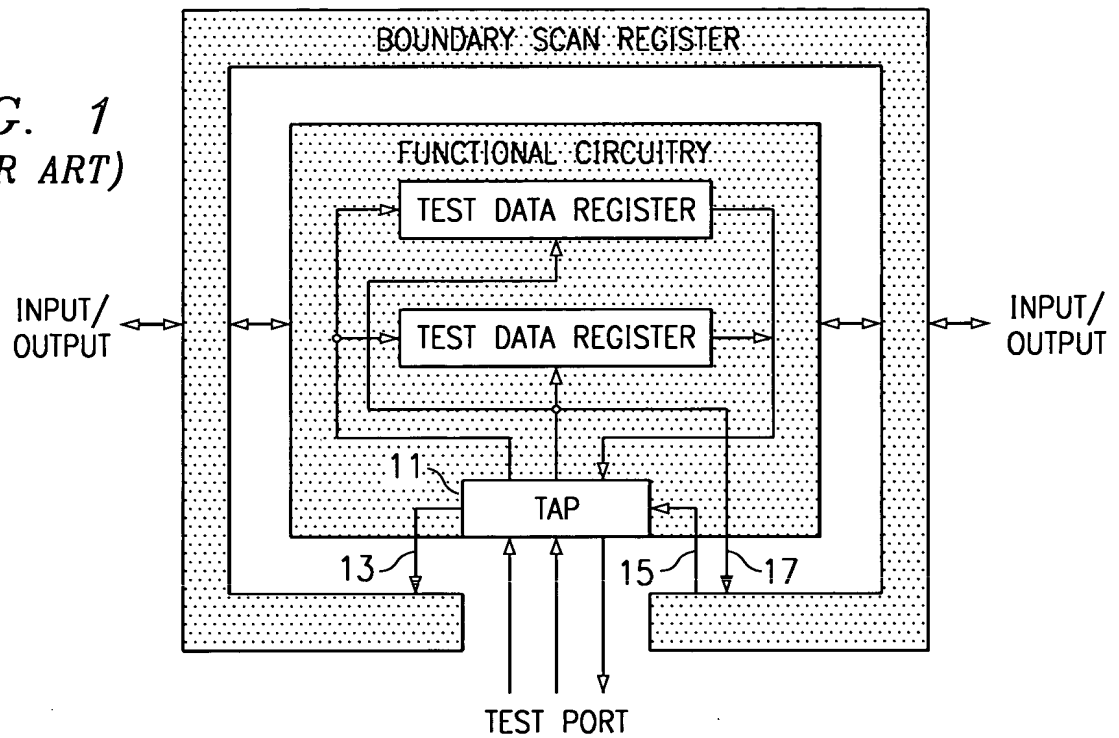 BOUNDARY SCAN REGISTER
G. 1
R ART)
FUNCTIONAL CIRCUITRY
TEST DATA REGISTER
INPUT/
OUTPUT
TEST DATA REGISTER
INPUT/
OUTPUT
11
TAP
13
15
17
TEST PORT